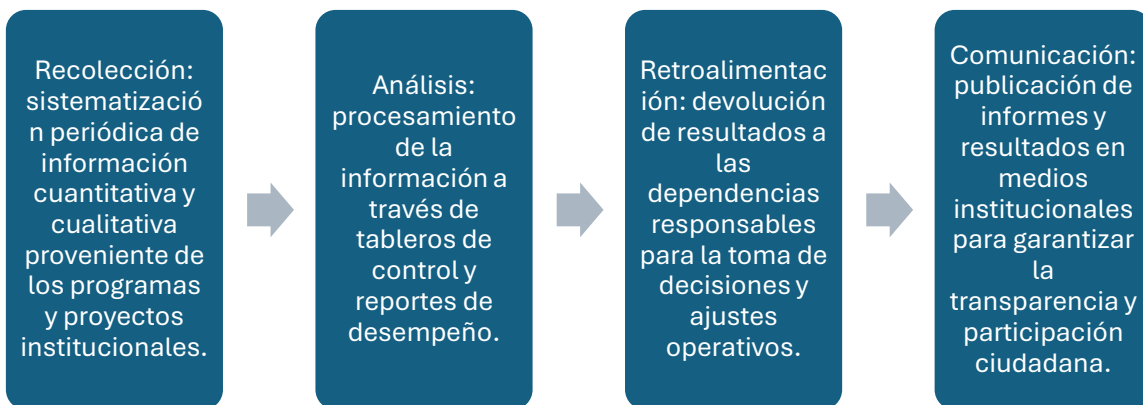 Recolección:
sistematizació
n periódica de
información
cuantitativa y
cualitativa
proveniente de
los programas
y proyectos
institucionales.
Análisis:
procesamiento
de la
información a
través de
tableros de
control y
reportes de
desempeño.
Retroalimentac
ión: devolución
de resultados a
las
dependencias
responsables
para la toma de
decisiones y
ajustes
operativos.
Comunicación:
publicación de
informes y
resultados en
medios
institucionales
para garantizar
la
transparencia y
participación
ciudadana.